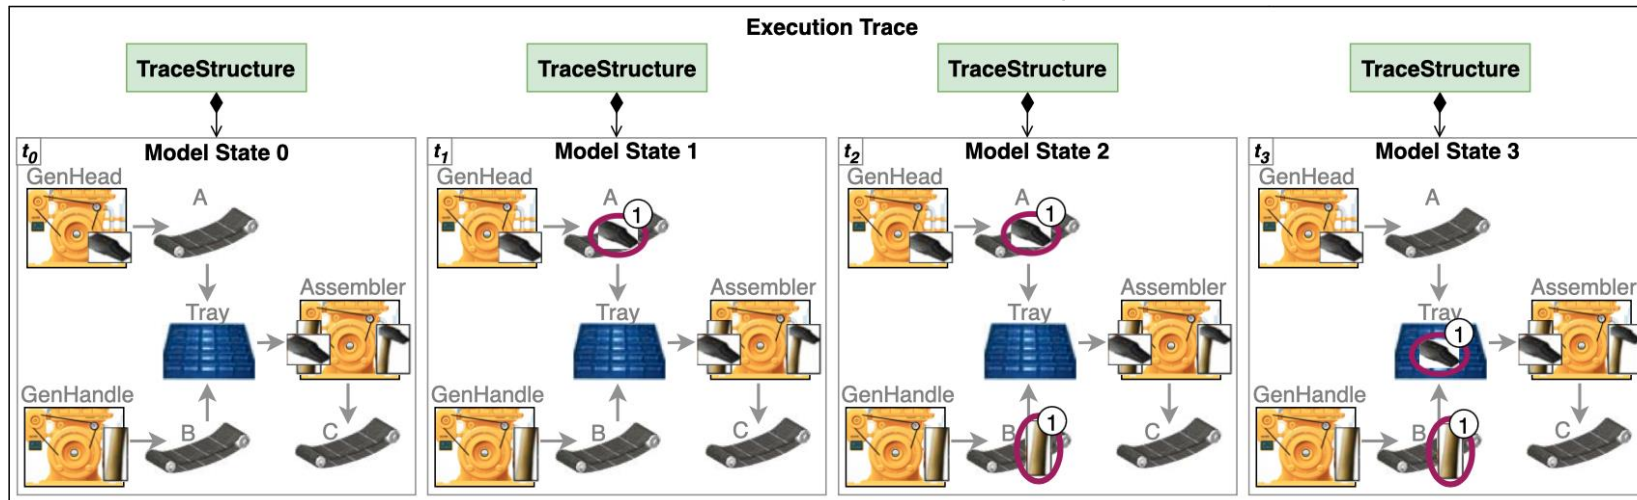 Execution Trace
TraceStructure
TraceStructure
TraceStructure
TraceStructure
t0
Model State 0
GenHead
A
Assembler
Tray
GenHandle
B
C
t1
Model State 1
GenHead
A
1
Assembler
Tray
GenHandle
B
C
t2
Model State 2
GenHead
A
1
Assembler
Tray
GenHandle
1
B
C
t3
Model State 3
GenHead
A
Assembler
Tray
1
GenHandle
1
B
C